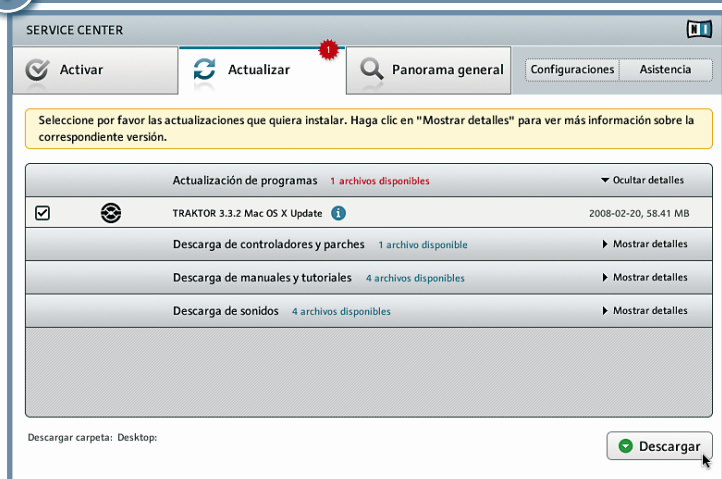 SERVICE CENTER
NI
Activar
Actualizar
1
Panorama general
Configuraciones
Asistencia
Seleccione por favor las actualizaciones que quiera instalar. Haga clic en "Mostrar detalles" para ver más información sobre la
correspondiente versión.
Actualización de programas 1 archivos disponibles Ocultar detalles
TRAKTOR 3.3.2 Mac OS X Update i 2008-02-20, 58.41 MB
Descarga de controladores y parches 1 archivo disponible Mostrar detalles
Descarga de manuales y tutoriales 4 archivos disponibles Mostrar detalles
Descarga de sonidos 4 archivos disponibles Mostrar detalles
Descargar carpeta: Desktop:
Descargar